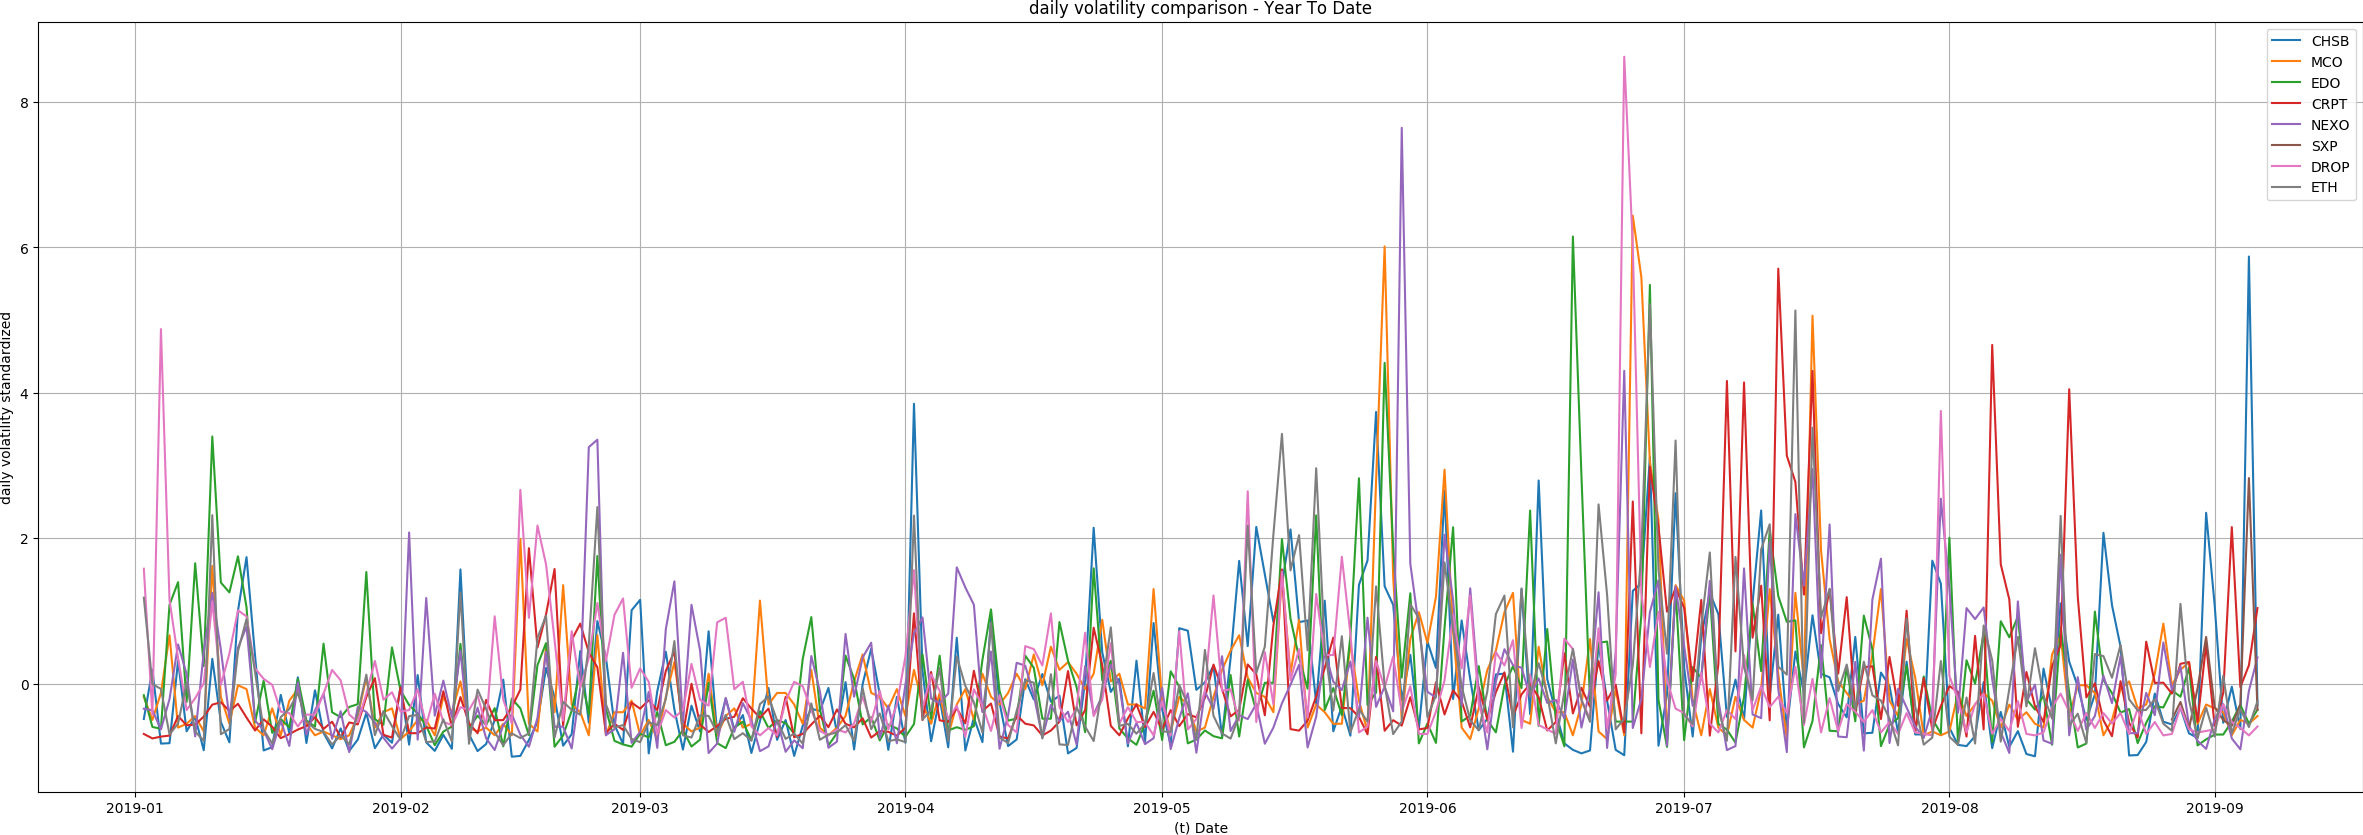 daily volatility comparison - Year To Date
CHSB
MCO
EDO
CRPT
NEXO
SXP
DROP
ETH
daily volatility standardized
8
6
4
2
0
2019-01
2019-02
2019-03
2019-04
2019-05
2019-06
2019-07
2019-08
2019-09
(t) Date